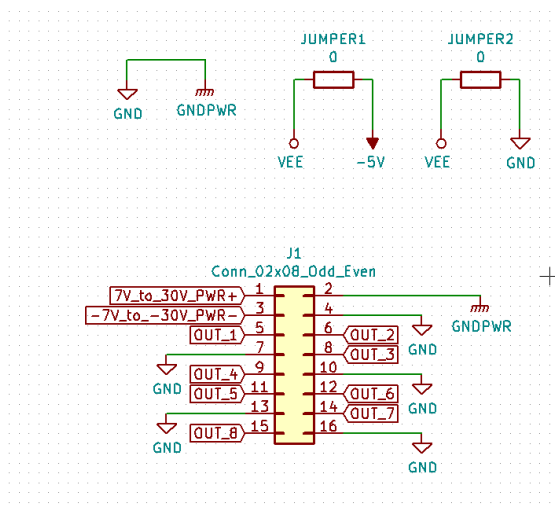 JUMPER1
0
JUMPER2
0
GND
GNDPWR
VEE
-5V
VEE
GND
J1
Conn_02x08_Odd_Even
7V_to_30V_PWR+ 1 2
-7V_to_-30V_PWR- 3 4
GNDPWR
OUT_1 5 6 OUT_2
GND
7 8 OUT_3
GND
OUT_4 9 10
OUT_5 11 12 OUT_6
GND
13 14 OUT_7
OUT_8 15 16
GND
GND